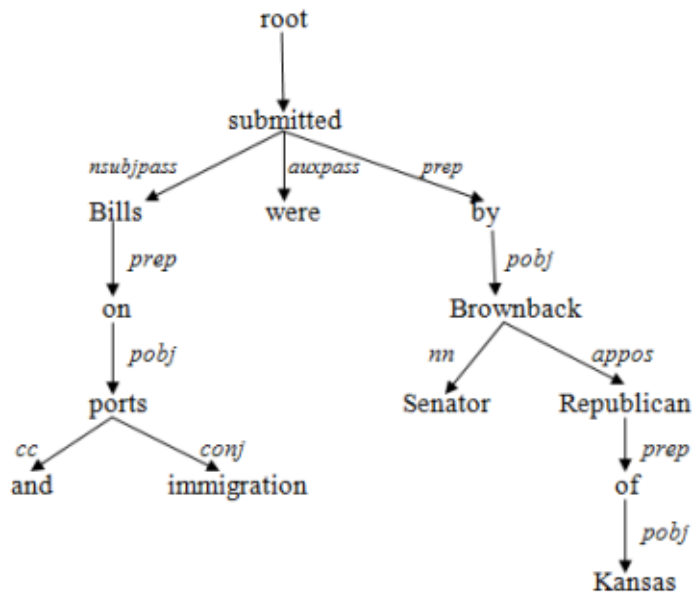 root
submitted
nsubjpass auxpass prep
Bills were by
prep pobj
on Brownback
pobj nn appos
ports Senator Republican
cc conj prep
and immigration of
pobj
Kansas